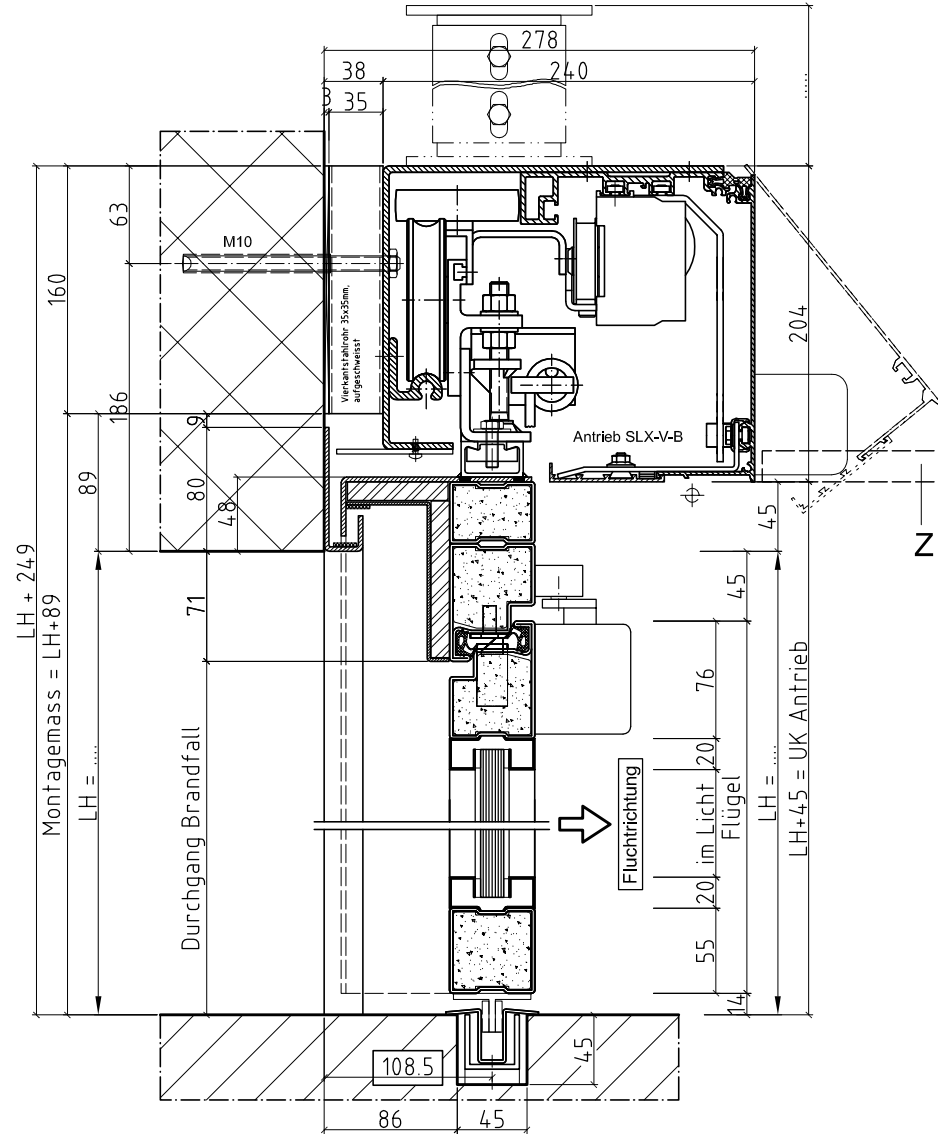 278
38
240
3
35
.....
63
M10
160
Vierkantstahlrohr 35x35mm,
aufgeschweisst
204
186
9
89
80
48
Antrieb SLX-V-B
45
Z
LH + 249
Montagemass = LH+89
LH = ....
71
Durchgang Brandfall
45
76
20
im Licht
20
55
14
Flügel
LH = ....
LH+45 = UK Antrieb
Fluchtrichtung
108.5
45
86
45